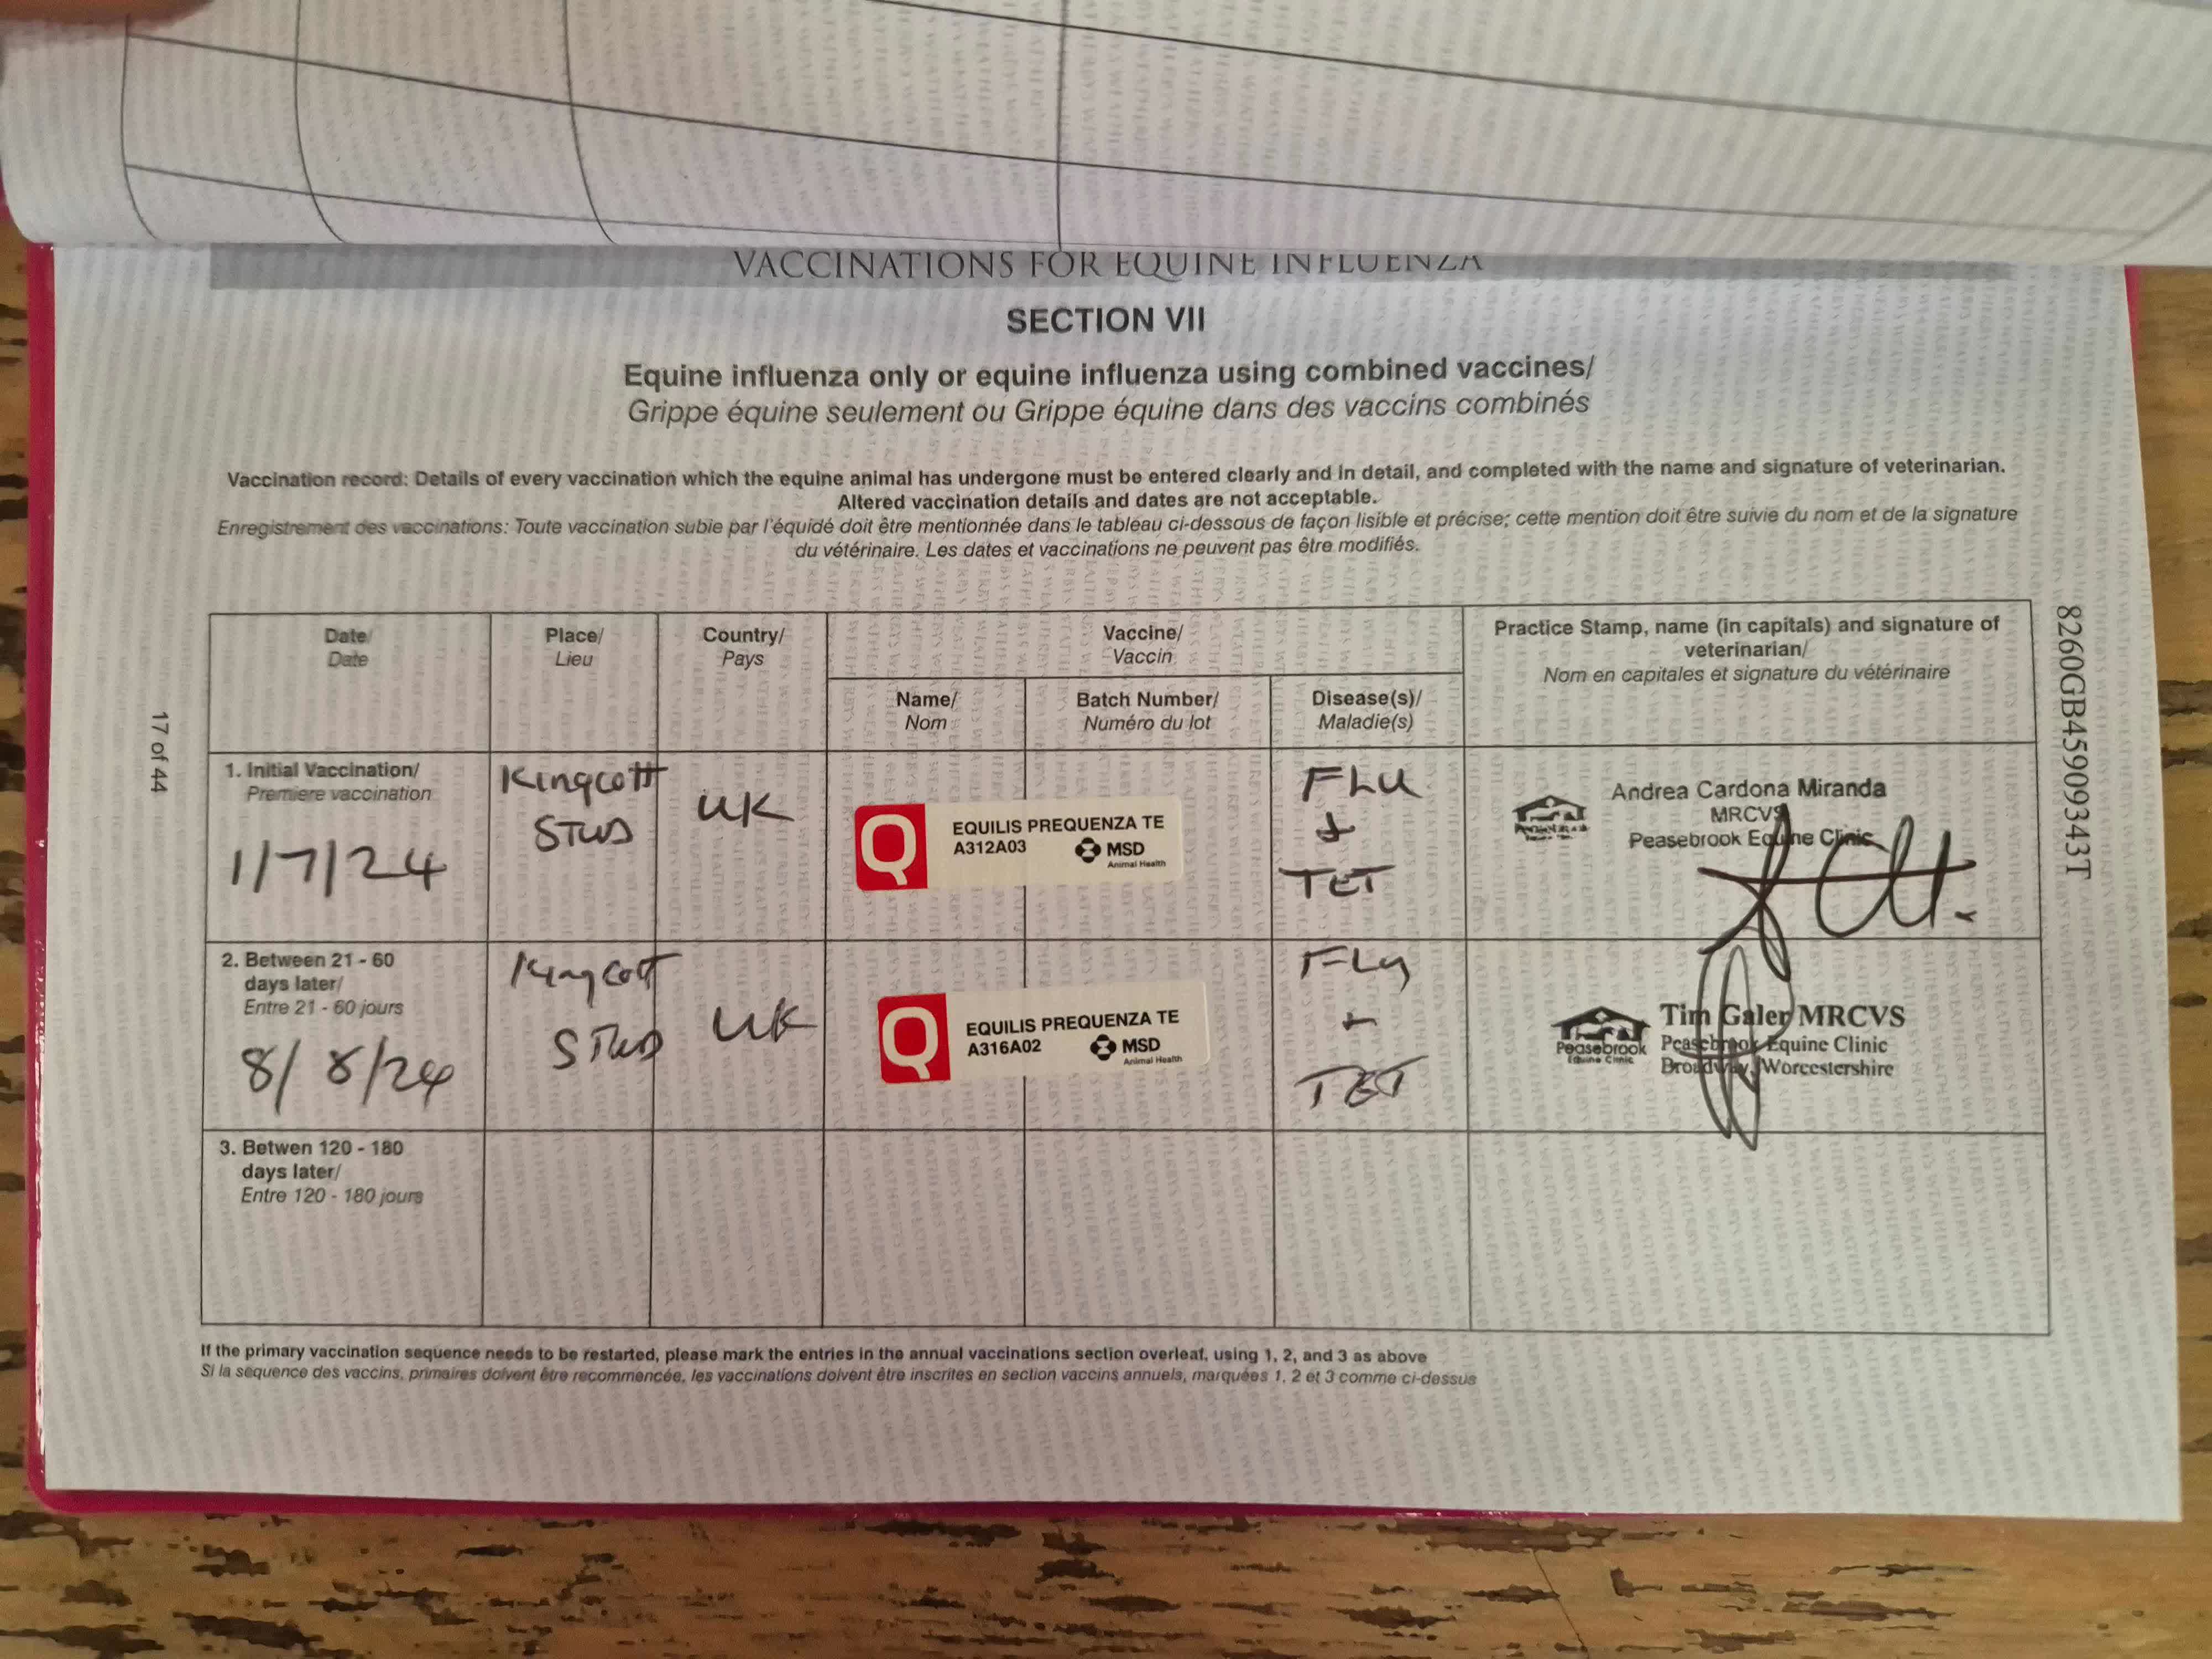 VACCINATIONS FOR EQUINE INFLUENZA
SECTION VII
Equine influenza only or equine influenza using combined vaccines/
Grippe équine seulement ou Grippe équine dans des vaccins combinés
Vaccination record: Details of every vaccination which the equine animal has undergone must be entered clearly and in detail, and completed with the name and signature of veterinarian.
Altered vaccination details and dates are not acceptable.
Enregistrement des vaccinations: Toute vaccination subie par l'équidé doit être mentionnée dans le tableau ci-dessous de façon lisible et précise; cette mention doit être suivie du nom et de la signature
du vétérinaire. Les dates et vaccinations ne peuvent pas être modifiés.
Date/
Date
Place/
Lieu
Country/
Pays
Vaccine/
Vaccin
Name/
Nom
Batch Number/
Numéro du lot
Disease(s)/
Maladie(s)
Practice Stamp, name (in capitals) and signature of
veterinarian/
Nom en capitales et signature du vétérinaire
1. Initial Vaccination/
Premiere vaccination
1/7/24
Kingcott
STUD
UK
Q
EQUILIS PREQUENZA TE
A312A03
MSD
Animal Health
FLU
+
TET
Andrea Cardona Miranda
MRCVS
Peasebrook Equine Clinic
2. Between 21 - 60
days later/
Entre 21 - 60 jours
8/8/24
Kingcott
STUD
UK
Q
EQUILIS PREQUENZA TE
A316A02
MSD
Animal Health
FLU
+
TET
Peasebrook
Equine Clinic
Tim Galer MRCVS
Peasebrook Equine Clinic
Broadway, Worcestershire
3. Betwen 120 - 180
days later/
Entre 120 - 180 jours
If the primary vaccination sequence needs to be restarted, please mark the entries in the annual vaccinations section overleaf, using 1, 2, and 3 as above
Si la séquence des vaccins, primaires doivent être recommencée, les vaccinations doivent être inscrites en section vaccins annuels, marquées 1, 2 et 3 comme ci-dessus
17 of 44
8260GB45909343T